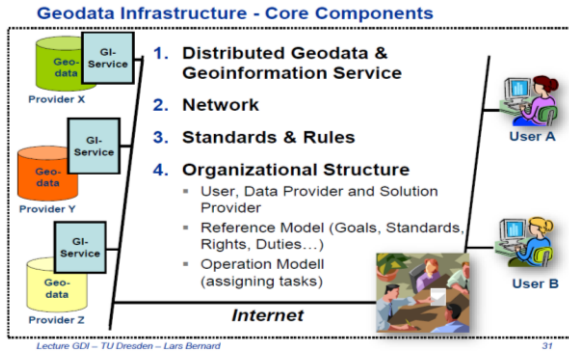 Geodata Infrastructure - Core Components
Geo-
data
GI-
Service
Provider X
Geo-
data
GI-
Service
Provider Y
GI-
Service
Geo-
data
Provider Z
1. Distributed Geodata &
Geoinformation Service
2. Network
3. Standards & Rules
4. Organizational Structure
▪ User, Data Provider and Solution
Provider
▪ Reference Model (Goals, Standards,
Rights, Duties...)
▪ Operation Modell
(assigning tasks)
Internet
User A
User B
Lecture GDI – TU Dresden – Lars Bernard
31